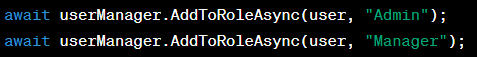 await userManager.AddToRoleAsync(user, "Admin");
await userManager.AddToRoleAsync(user, "Manager");